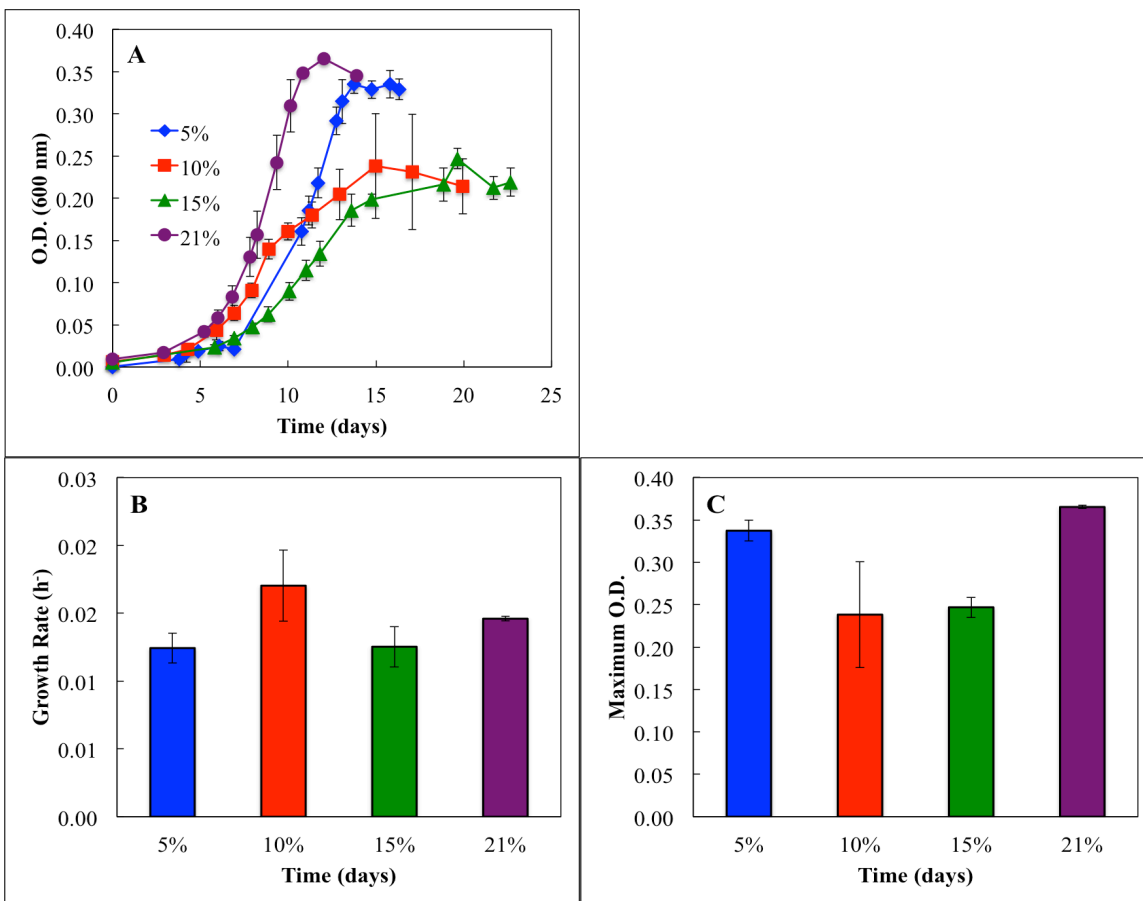 A
0.40
0.35
0.30
0.25
0.20
0.15
0.10
0.05
0.00
O.D. (600 nm)
5%
10%
15%
21%
0 5 10 15 20 25
Time (days)
B
0.03
0.02
0.02
0.01
0.01
0.00
Growth Rate (h-)
5% 10% 15% 21%
Time (days)
C
0.40
0.35
0.30
0.25
0.20
0.15
0.10
0.05
0.00
Maximum O.D.
5% 10% 15% 21%
Time (days)